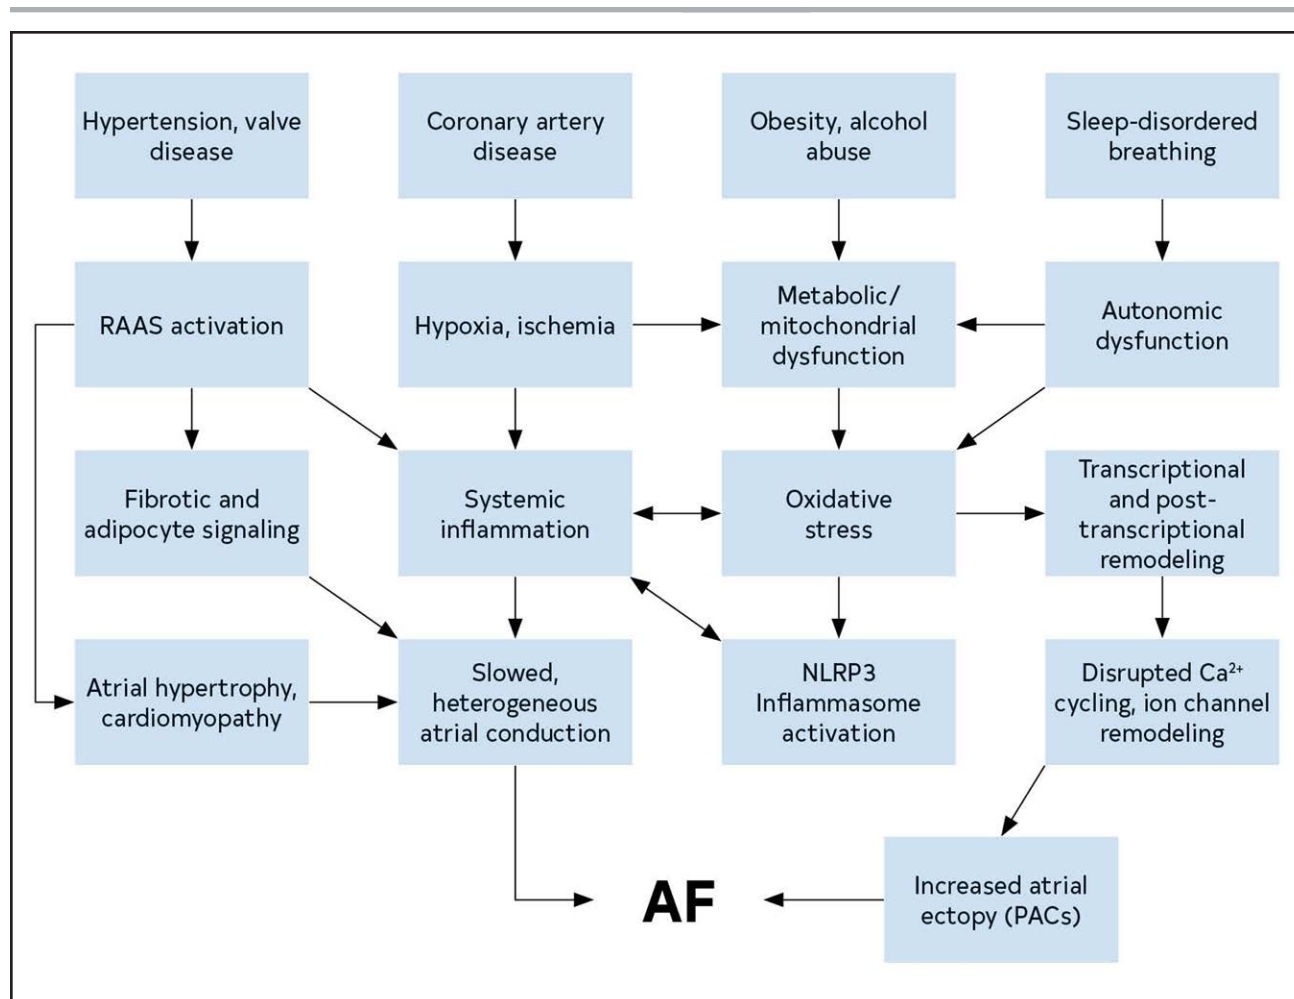 Hypertension, valve
disease
Coronary artery
disease
Obesity, alcohol
abuse
Sleep-disordered
breathing
RAAS activation
Hypoxia, ischemia
Metabolic/
mitochondrial
dysfunction
Autonomic
dysfunction
Fibrotic and
adipocyte signaling
Systemic
inflammation
Oxidative
stress
Transcriptional
and post-
transcriptional
remodeling
Atrial hypertrophy,
cardiomyopathy
Slowed,
heterogeneous
atrial conduction
NLRP3
Inflammasome
activation
Disrupted Ca²⁺
cycling, ion channel
remodeling
AF
Increased atrial
ectopy (PACs)